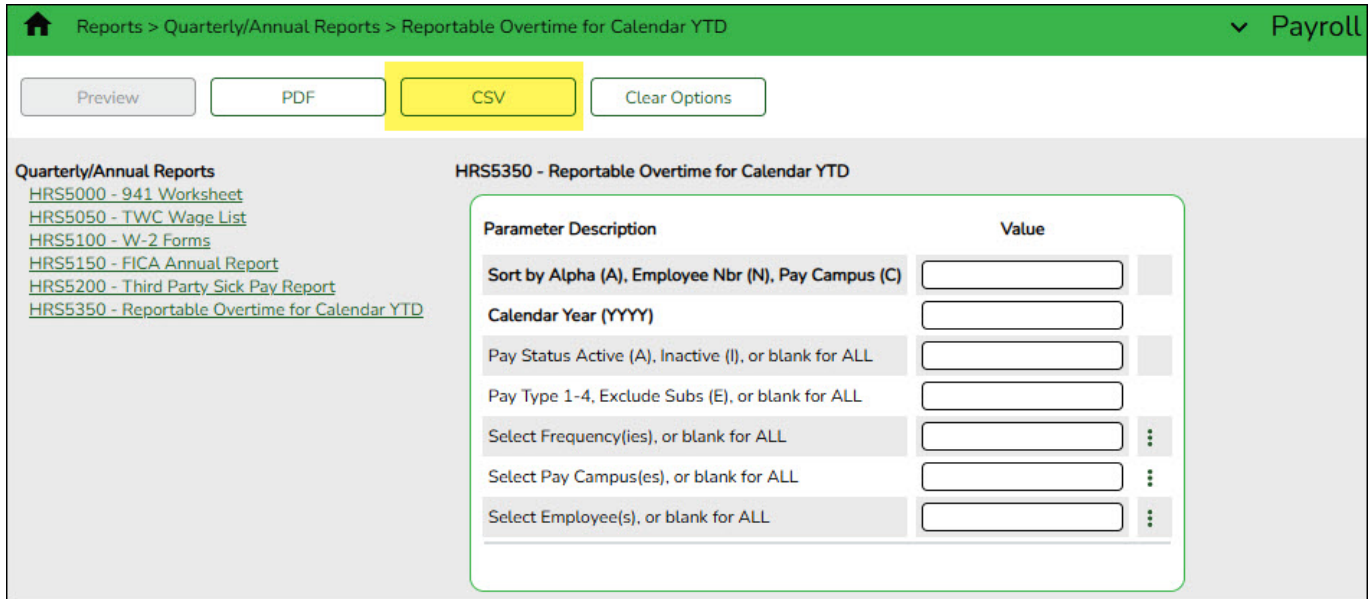 Reports > Quarterly/Annual Reports > Reportable Overtime for Calendar YTD
Payroll
Preview
PDF
CSV
Clear Options
Quarterly/Annual Reports
HRS5000 - 941 Worksheet
HRS5050 - TWC Wage List
HRS5100 - W-2 Forms
HRS5150 - FICA Annual Report
HRS5200 - Third Party Sick Pay Report
HRS5350 - Reportable Overtime for Calendar YTD
HRS5350 - Reportable Overtime for Calendar YTD
Parameter Description Value
Sort by Alpha (A), Employee Nbr (N), Pay Campus (C)
Calendar Year (YYYY)
Pay Status Active (A), Inactive (I), or blank for ALL
Pay Type 1-4, Exclude Subs (E), or blank for ALL
Select Frequency(ies), or blank for ALL
Select Pay Campus(es), or blank for ALL
Select Employee(s), or blank for ALL